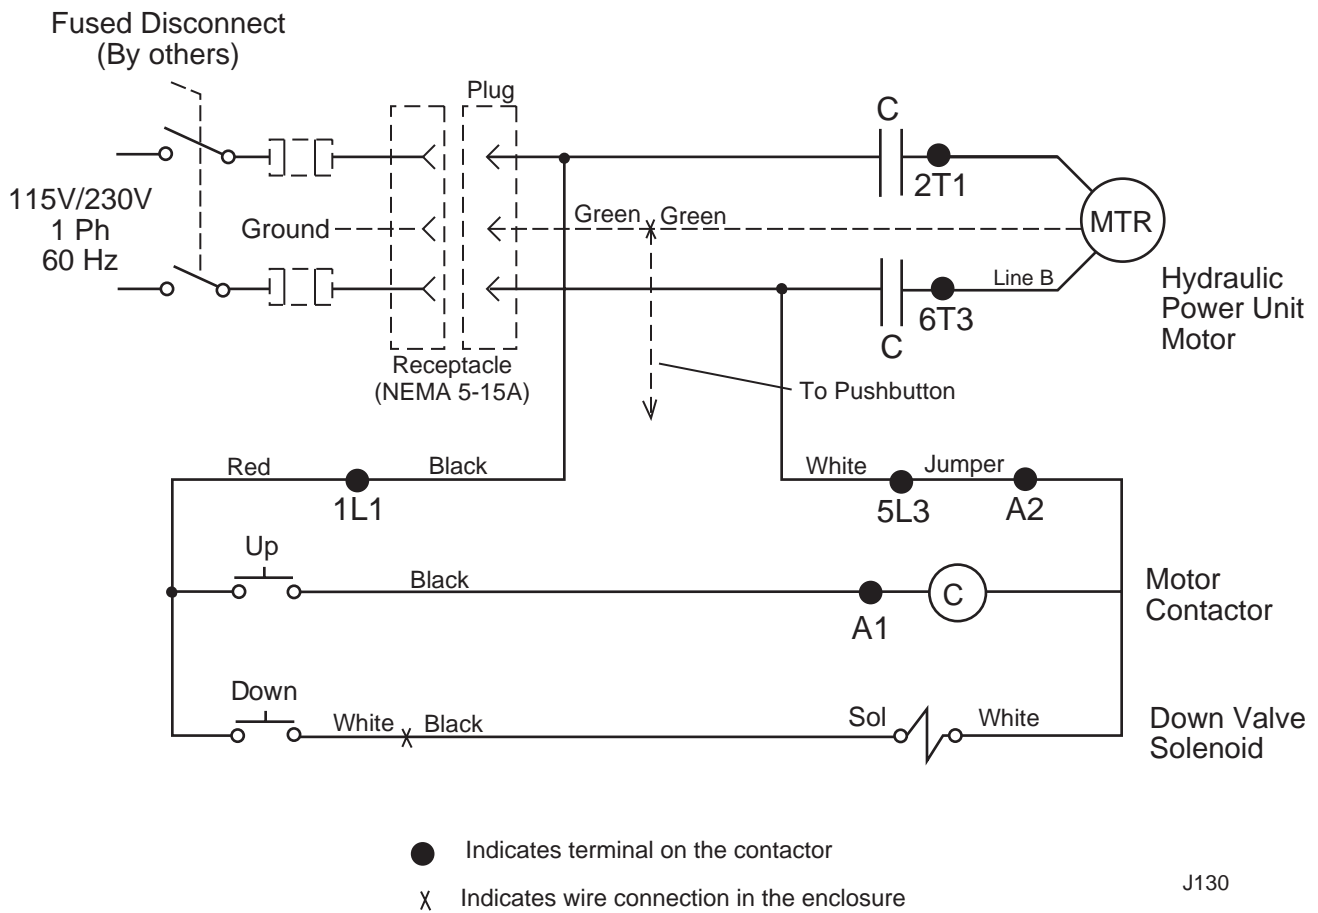 Fused Disconnect
(By others)
Plug
C
2T1
115V/230V
1 Ph
60 Hz
Ground
Green
Green
MTR
Line B
6T3
C
Hydraulic
Power Unit
Motor
Receptacle
(NEMA 5-15A)
To Pushbutton
Red
Black
1L1
White
Jumper
5L3
A2
Up
Black
A1
C
Motor
Contactor
Down
White
Black
Sol
White
Down Valve
Solenoid
Indicates terminal on the contactor
X Indicates wire connection in the enclosure
J130